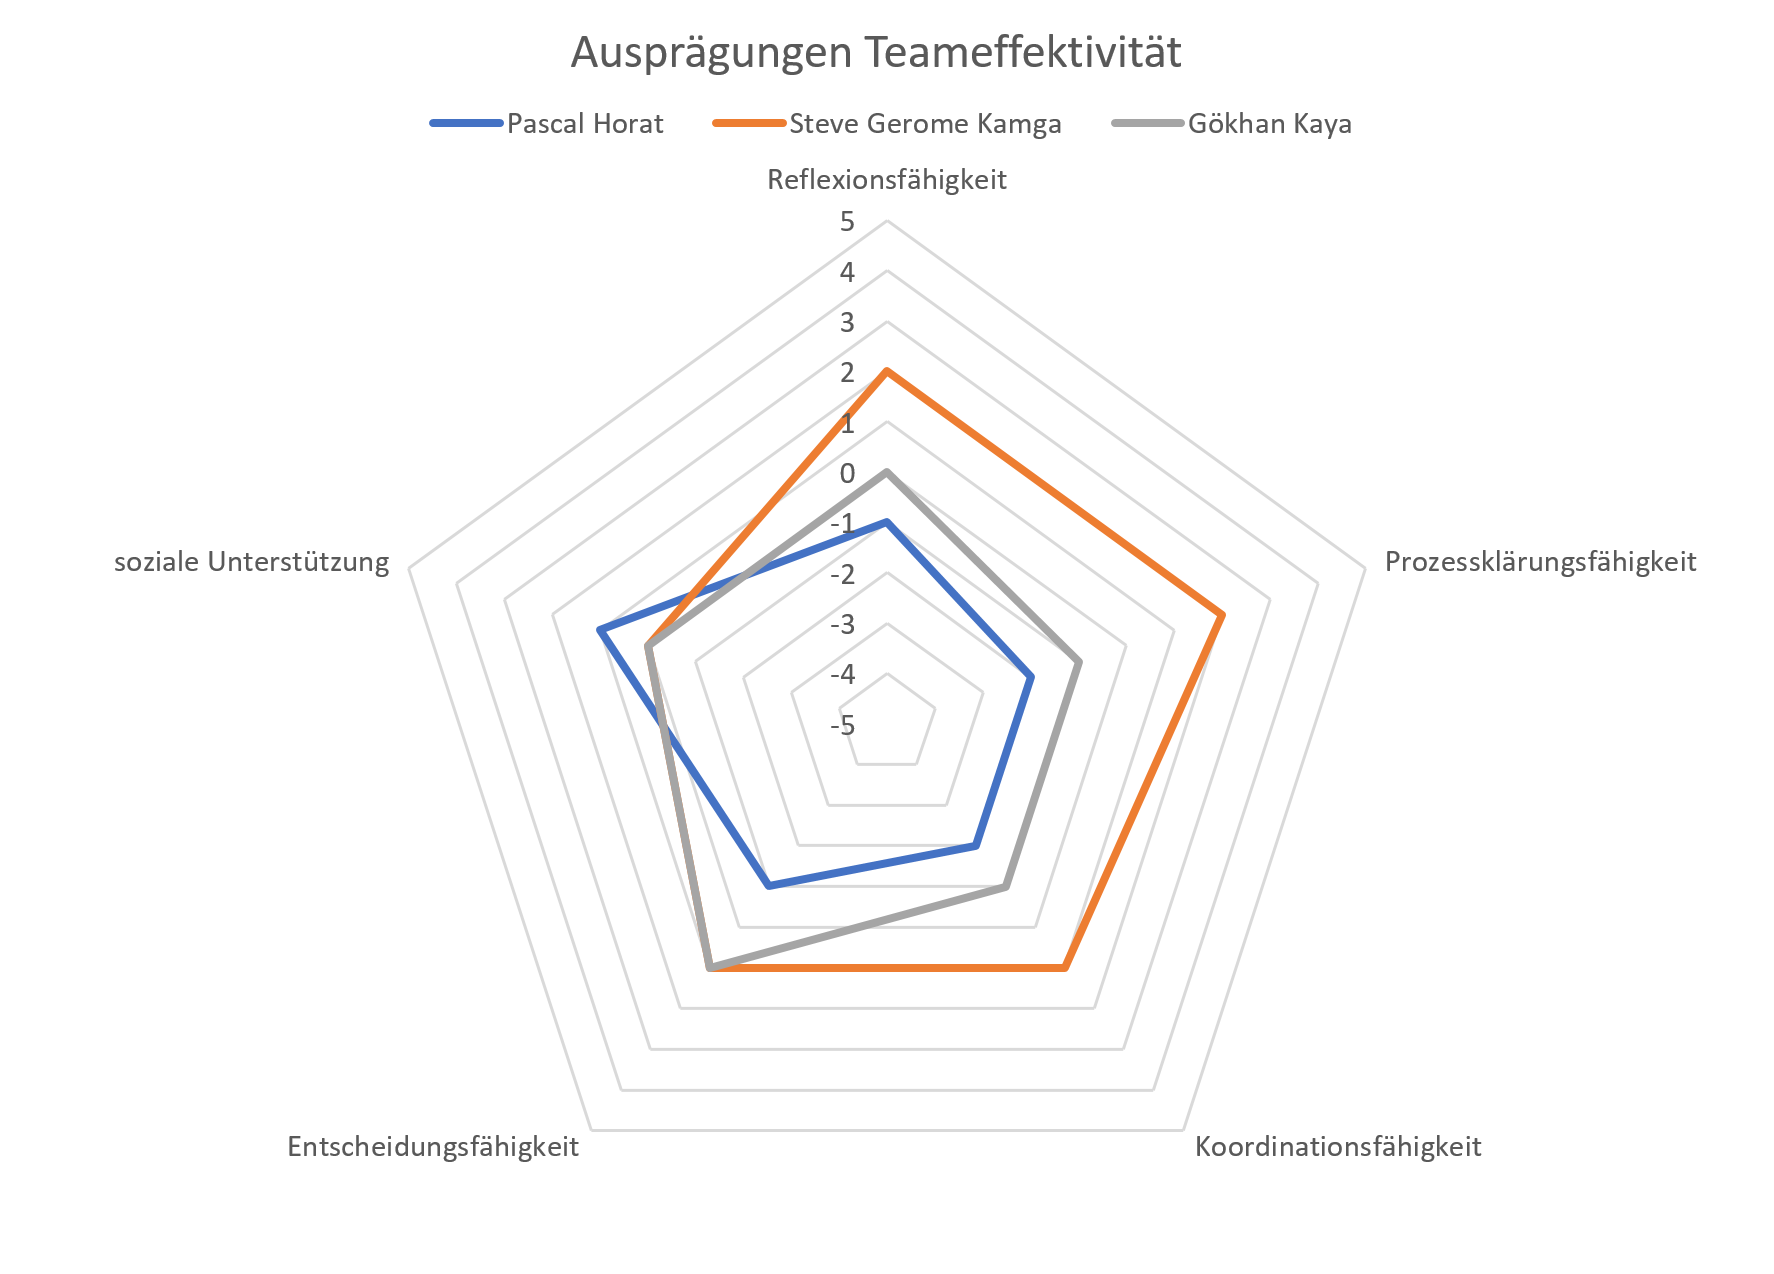 Ausprägungen Teameffektivität
Pascal Horat Steve Gerome Kamga Gökhan Kaya
Reflexionsfähigkeit
5
4
3
2
1
0
-1
-2
-3
-4
-5
soziale Unterstützung
Prozessklärungsfähigkeit
Entscheidungsfähigkeit
Koordinationsfähigkeit